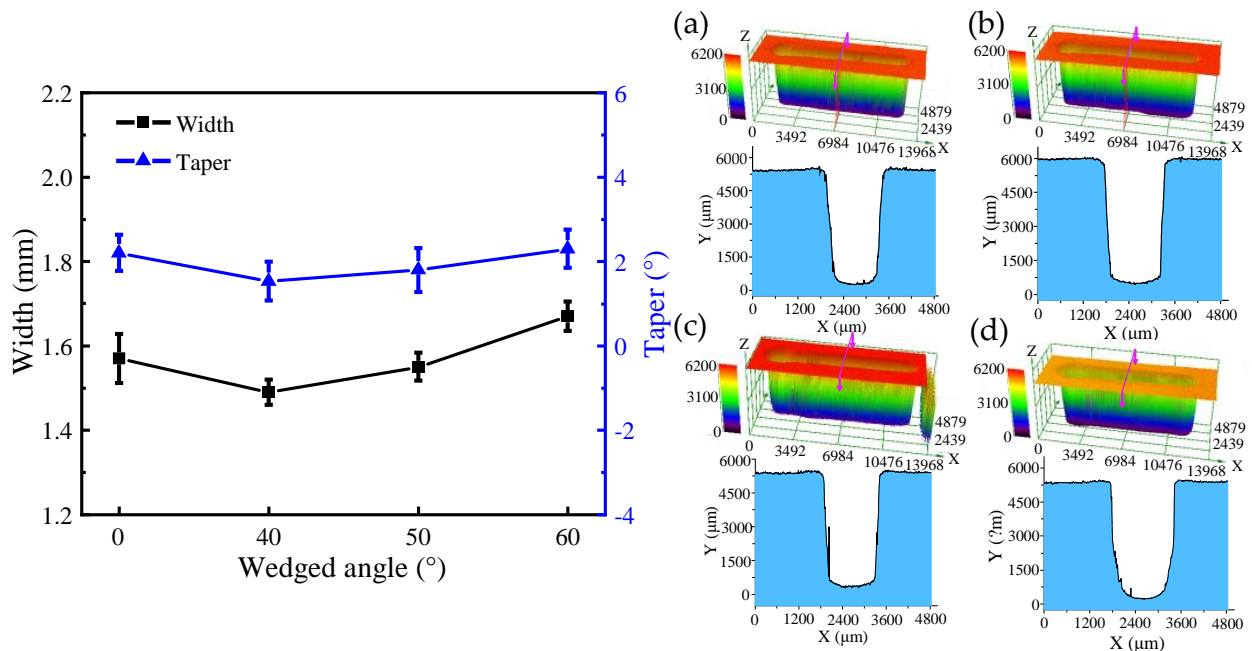 2.2
2.0
1.8
1.6
1.4
1.2
Width (mm)
Width
Taper
6
4
2
0
-2
-4
Taper (°)
0 40 50 60
Wedged angle (°)
(a)
Z
6200
3100
0
0 3492 6984 10476 13968 X
4879
2439
6000
4500
3000
1500
0
Y (μm)
0 1200 2400 3600 4800
X (μm)
(b)
Z
6200
3100
0
0 3492 6984 10476 13968 X
4879
2439
6000
4500
3000
1500
0
Y (μm)
0 1200 2400 3600 4800
X (μm)
(c)
Z
6200
3100
0
0 3492 6984 10476 13968 X
4879
2439
6000
4500
3000
1500
0
Y (μm)
0 1200 2400 3600 4800
X (μm)
(d)
Z
6200
3100
0
0 3492 6984 10476 13968 X
4879
2439
6000
4500
3000
1500
0
Y (?m)
0 1200 2400 3600 4800
X (μm)